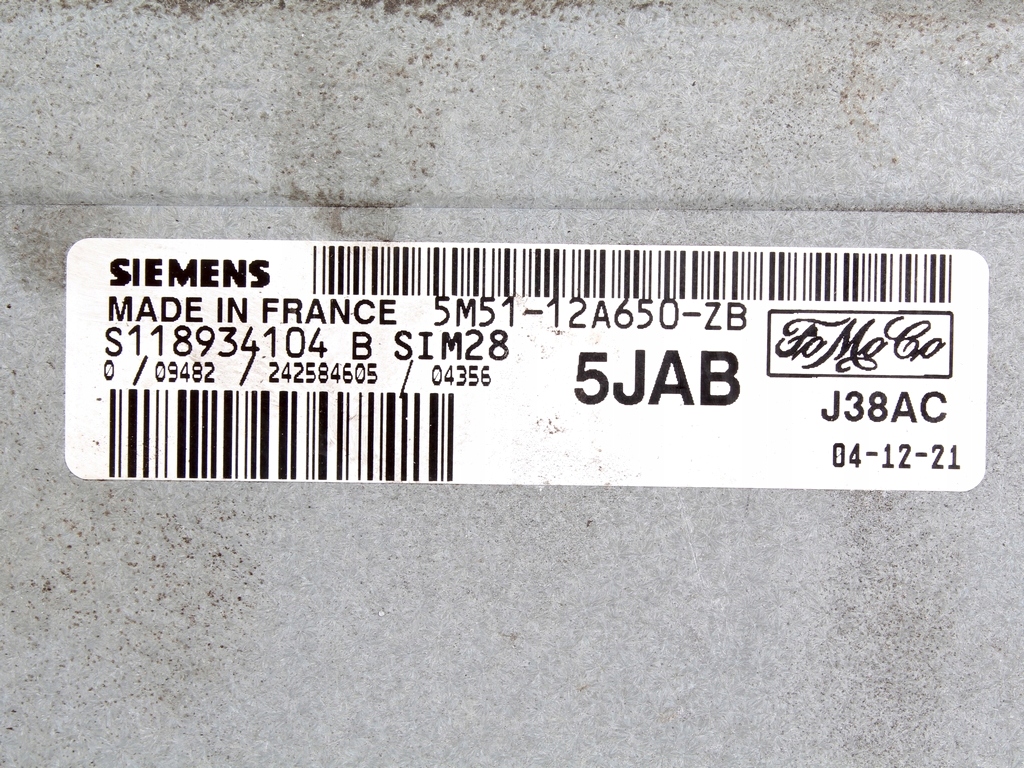 SIEMENS
MADE IN FRANCE 5M51-12A650-ZB
S118934104 B SIM28
0 / 09482 / 242584605 / 04356
5JAB
FoMoCo
J38AC
04-12-21